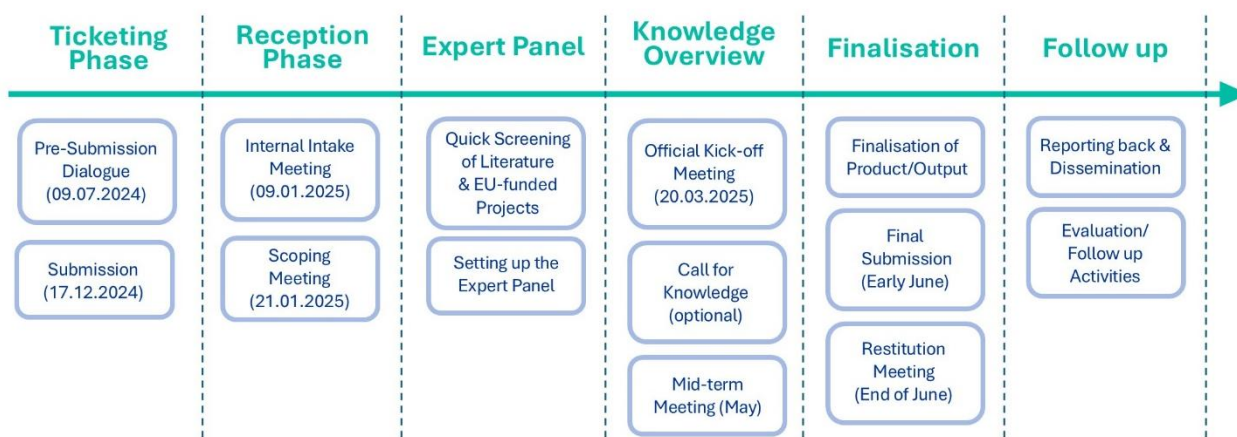 Ticketing
Phase
Reception
Phase
Expert Panel
Knowledge
Overview
Finalisation
Follow up
Pre-Submission
Dialogue
(09.07.2024)
Submission
(17.12.2024)
Internal Intake
Meeting
(09.01.2025)
Scoping
Meeting
(21.01.2025)
Quick Screening
of Literature
& EU-funded
Projects
Setting up the
Expert Panel
Official Kick-off
Meeting
(20.03.2025)
Call for
Knowledge
(optional)
Mid-term
Meeting (May)
Finalisation
of Product/Output
Final
Submission
(Early June)
Restitution
Meeting
(End of June)
Reporting back &
Dissemination
Evaluation/
Follow up
Activities